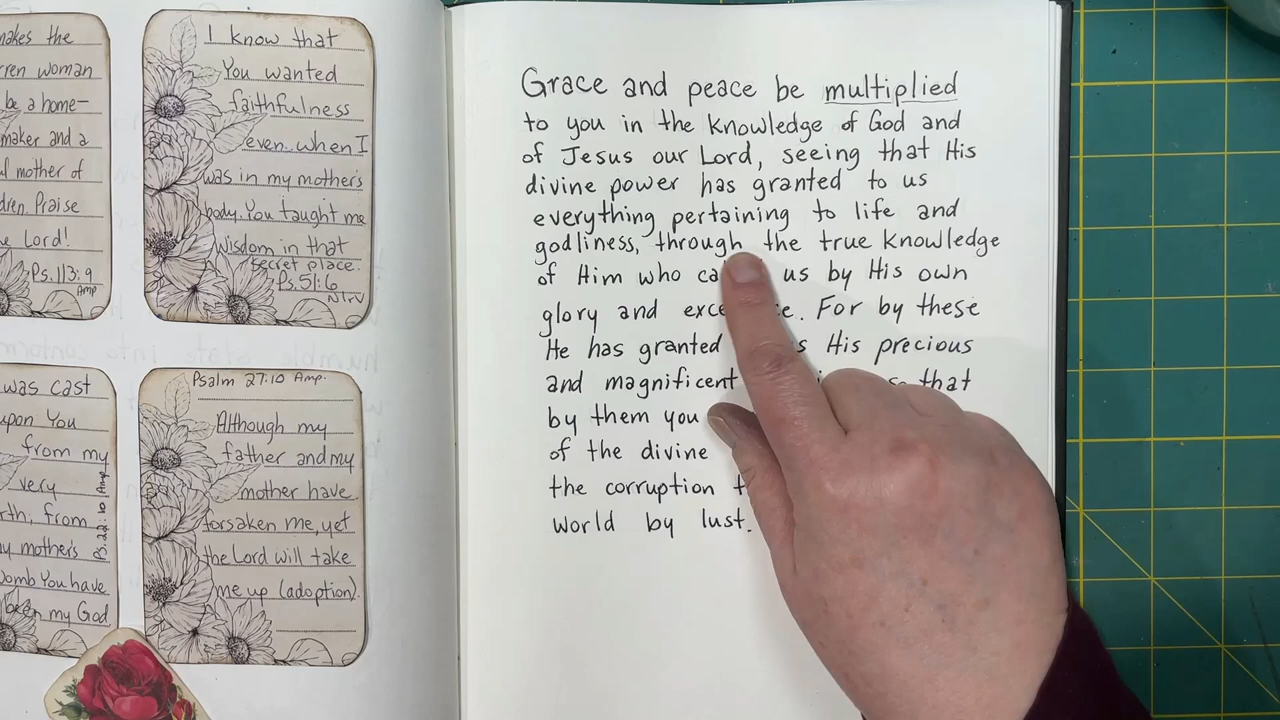 makes the
woman
be a home-
maker and a
mother of
Praise
Lord!
Ps. 113:9
Amp
I know that
You wanted
faithfulness
even when I
was in my mother's
body. You taught me
wisdom in that
secret place.
Ps. 51:6
NIrV
was cast
upon You
from my
very
from
mother's
womb You have
my God
Ps. 22:10 Amp
Psalm 27:10 Amp.
Although my
father and my
mother have
forsaken me, yet
the Lord will take
me up (adoption).
Grace and peace be multiplied
to you in the knowledge of God and
of Jesus our Lord, seeing that His
divine power has granted to us
everything pertaining to life and
godliness, through the true knowledge
of Him who us by His own
glory and For by these
He has granted His precious
and magnificent that
by them you
of the divine
the corruption
world by lust.